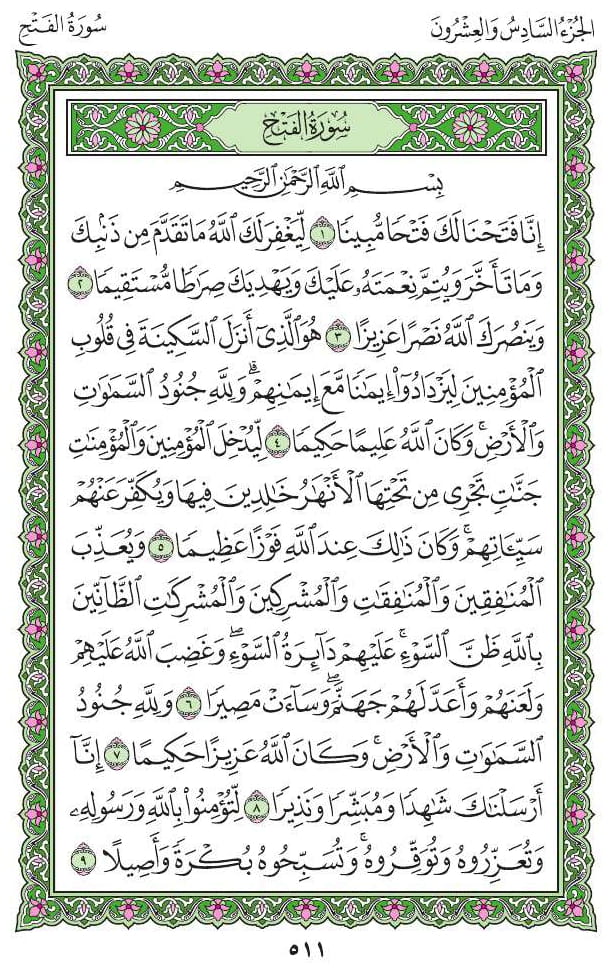 الجُزْءُ السَّادِسُ وَالعِشْرُونَ
سُورَةُ الفَتْحِ
سُورَةُ الفَتْحِ
بِسْمِ ٱللَّهِ ٱلرَّحْمَٰنِ ٱلرَّحِيمِ
إِنَّا فَتَحْنَا لَكَ فَتْحًا مُّبِينًا ١ لِّيَغْفِرَ لَكَ ٱللَّهُ مَا تَقَدَّمَ مِن ذَنۢبِكَ
وَمَا تَأَخَّرَ وَيُتِمَّ نِعْمَتَهُۥ عَلَيْكَ وَيَهْدِيَكَ صِرَٰطًا مُّسْتَقِيمًا ٢
وَيَنصُرَكَ ٱللَّهُ نَصْرًا عَزِيزًا ٣ هُوَ ٱلَّذِىٓ أَنزَلَ ٱلسَّكِينَةَ فِى قُلُوبِ
ٱلْمُؤْمِنِينَ لِيَزْدَادُوٓا۟ إِيمَٰنًا مَّعَ إِيمَٰنِهِمْ ۗ وَلِلَّهِ جُنُودُ ٱلسَّمَٰوَٰتِ
وَٱلْأَرْضِ ۚ وَكَانَ ٱللَّهُ عَلِيمًا حَكِيمًا ٤ لِّيُدْخِلَ ٱلْمُؤْمِنِينَ وَٱلْمُؤْمِنَٰتِ
جَنَّٰتٍ تَجْرِى مِن تَحْتِهَا ٱلْأَنْهَٰرُ خَٰلِدِينَ فِيهَا وَيُكَفِّرَ عَنْهُمْ
سَيِّـَٔاتِهِمْ ۚ وَكَانَ ذَٰلِكَ عِندَ ٱللَّهِ فَوْزًا عَظِيمًا ٥ وَيُعَذِّبَ
ٱلْمُنَٰفِقِينَ وَٱلْمُنَٰفِقَٰتِ وَٱلْمُشْرِكِينَ وَٱلْمُشْرِكَٰتِ ٱلظَّآنِّينَ
بِٱللَّهِ ظَنَّ ٱلسَّوْءِ ۚ عَلَيْهِمْ دَآئِرَةُ ٱلسَّوْءِ ۖ وَغَضِبَ ٱللَّهُ عَلَيْهِمْ
وَلَعَنَهُمْ وَأَعَدَّ لَهُمْ جَهَنَّمَ ۖ وَسَآءَتْ مَصِيرًا ٦ وَلِلَّهِ جُنُودُ
ٱلسَّمَٰوَٰتِ وَٱلْأَرْضِ ۚ وَكَانَ ٱللَّهُ عَزِيزًا حَكِيمًا ٧ إِنَّآ
أَرْسَلْنَٰكَ شَٰهِدًا وَمُبَشِّرًا وَنَذِيرًا ٨ لِّتُؤْمِنُوا۟ بِٱللَّهِ وَرَسُولِهِۦ
وَتُعَزِّرُوهُ وَتُوَقِّرُوهُ ۚ وَتُسَبِّحُوهُ بُكْرَةً وَأَصِيلًا ٩
٥١١